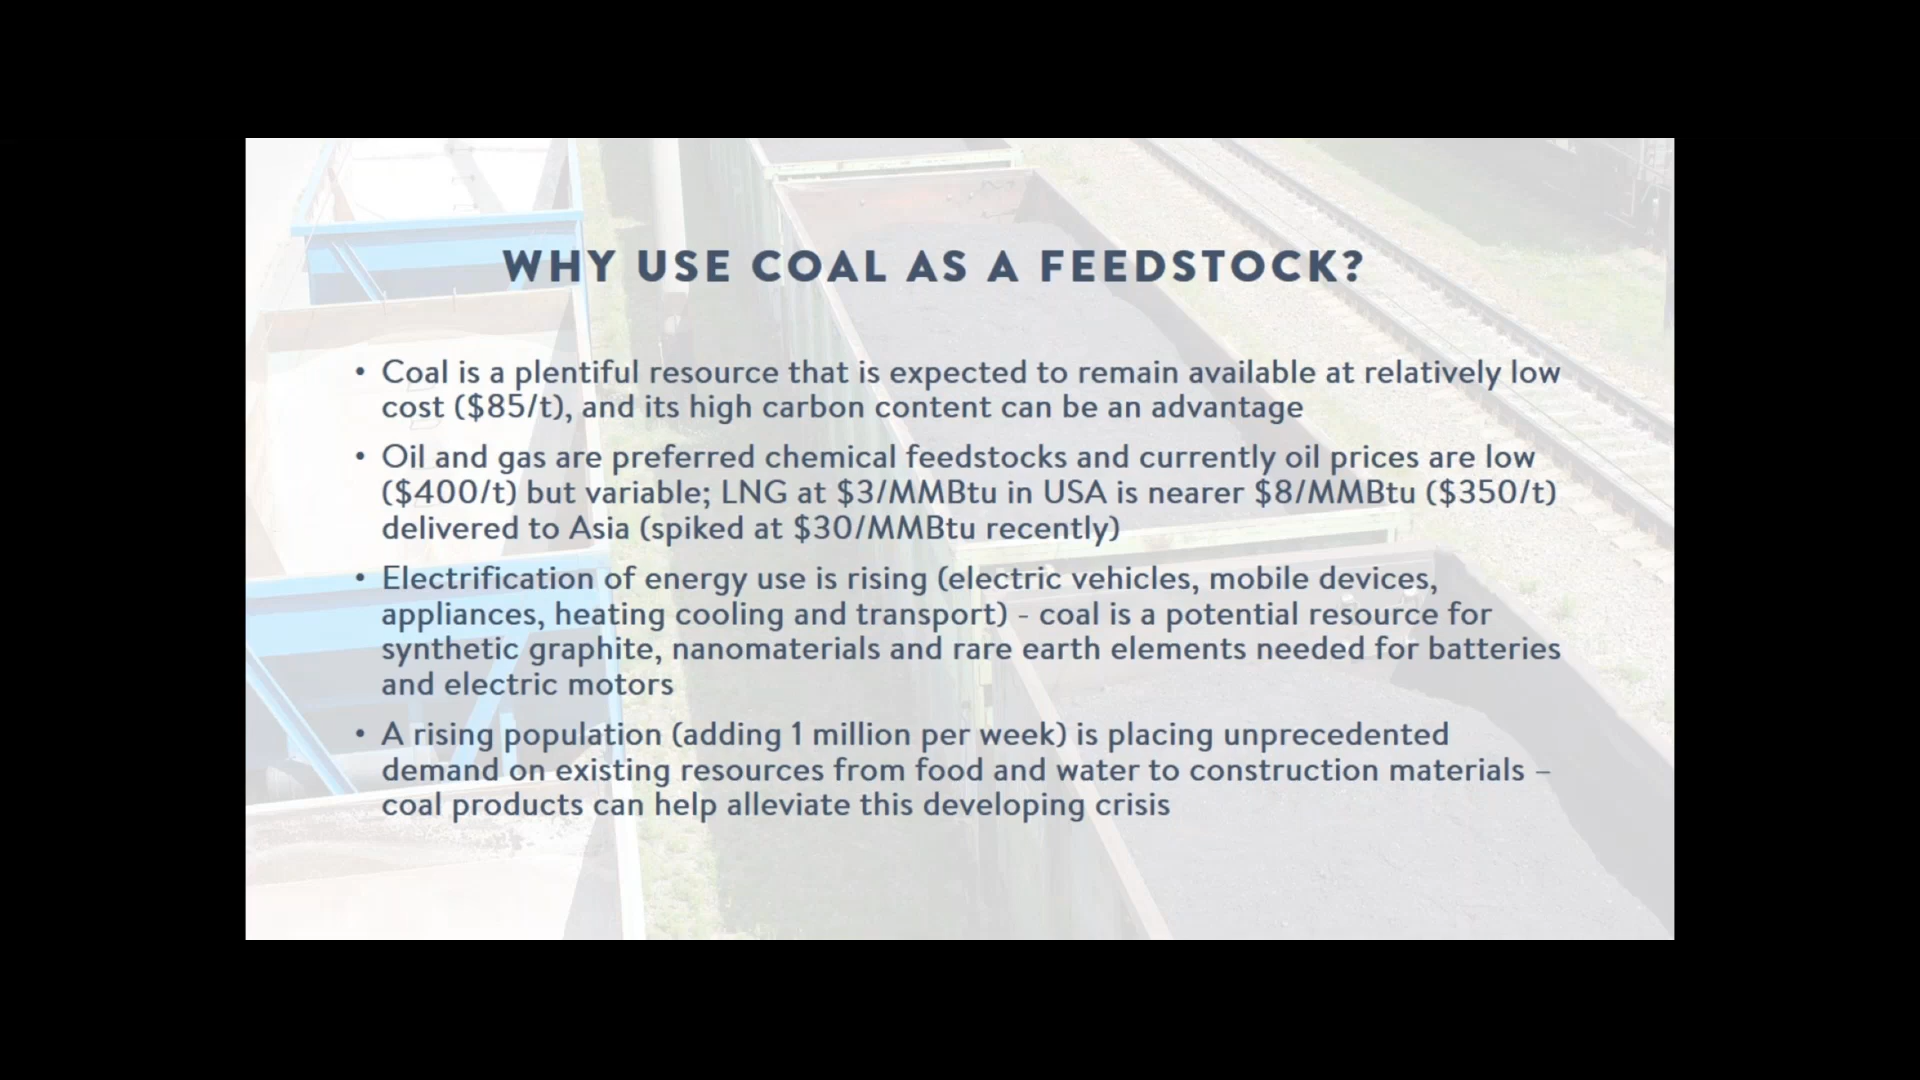 WHY USE COAL AS A FEEDSTOCK?
• Coal is a plentiful resource that is expected to remain available at relatively low
cost ($85/t), and its high carbon content can be an advantage
• Oil and gas are preferred chemical feedstocks and currently oil prices are low
($400/t) but variable; LNG at $3/MMBtu in USA is nearer $8/MMBtu ($350/t)
delivered to Asia (spiked at $30/MMBtu recently)
• Electrification of energy use is rising (electric vehicles, mobile devices,
appliances, heating cooling and transport) - coal is a potential resource for
synthetic graphite, nanomaterials and rare earth elements needed for batteries
and electric motors
• A rising population (adding 1 million per week) is placing unprecedented
demand on existing resources from food and water to construction materials –
coal products can help alleviate this developing crisis